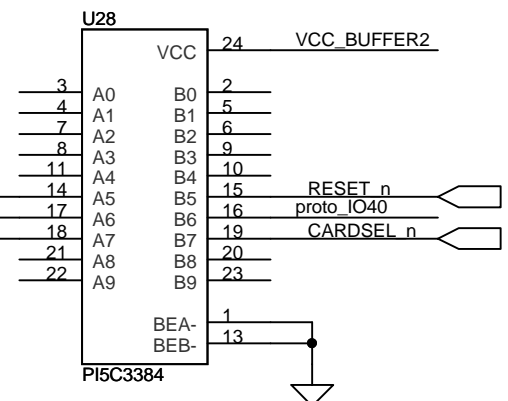 U28
VCC 24 VCC_BUFFER2
3 A0 B0 2
4 A1 B1 5
7 A2 B2 6
8 A3 B3 9
11 A4 B4 10
14 A5 B5 15 RESET_n
17 A6 B6 16 proto_IO40
18 A7 B7 19 CARDSEL_n
21 A8 B8 20
22 A9 B9 23
BEA- 1
BEB- 13
PI5C3384